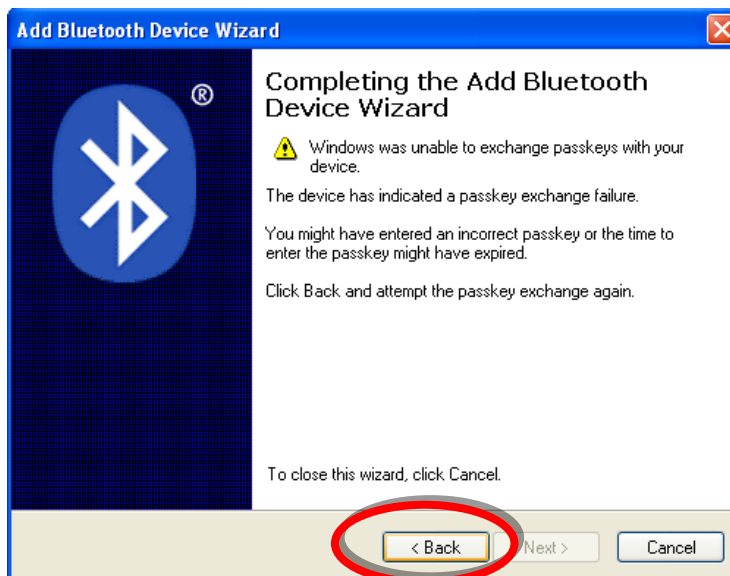 Add Bluetooth Device Wizard
®
Completing the Add Bluetooth
Device Wizard
Windows was unable to exchange passkeys with your
device.
The device has indicated a passkey exchange failure.
You might have entered an incorrect passkey or the time to
enter the passkey might have expired.
Click Back and attempt the passkey exchange again.
To close this wizard, click Cancel.
< Back
Next >
Cancel